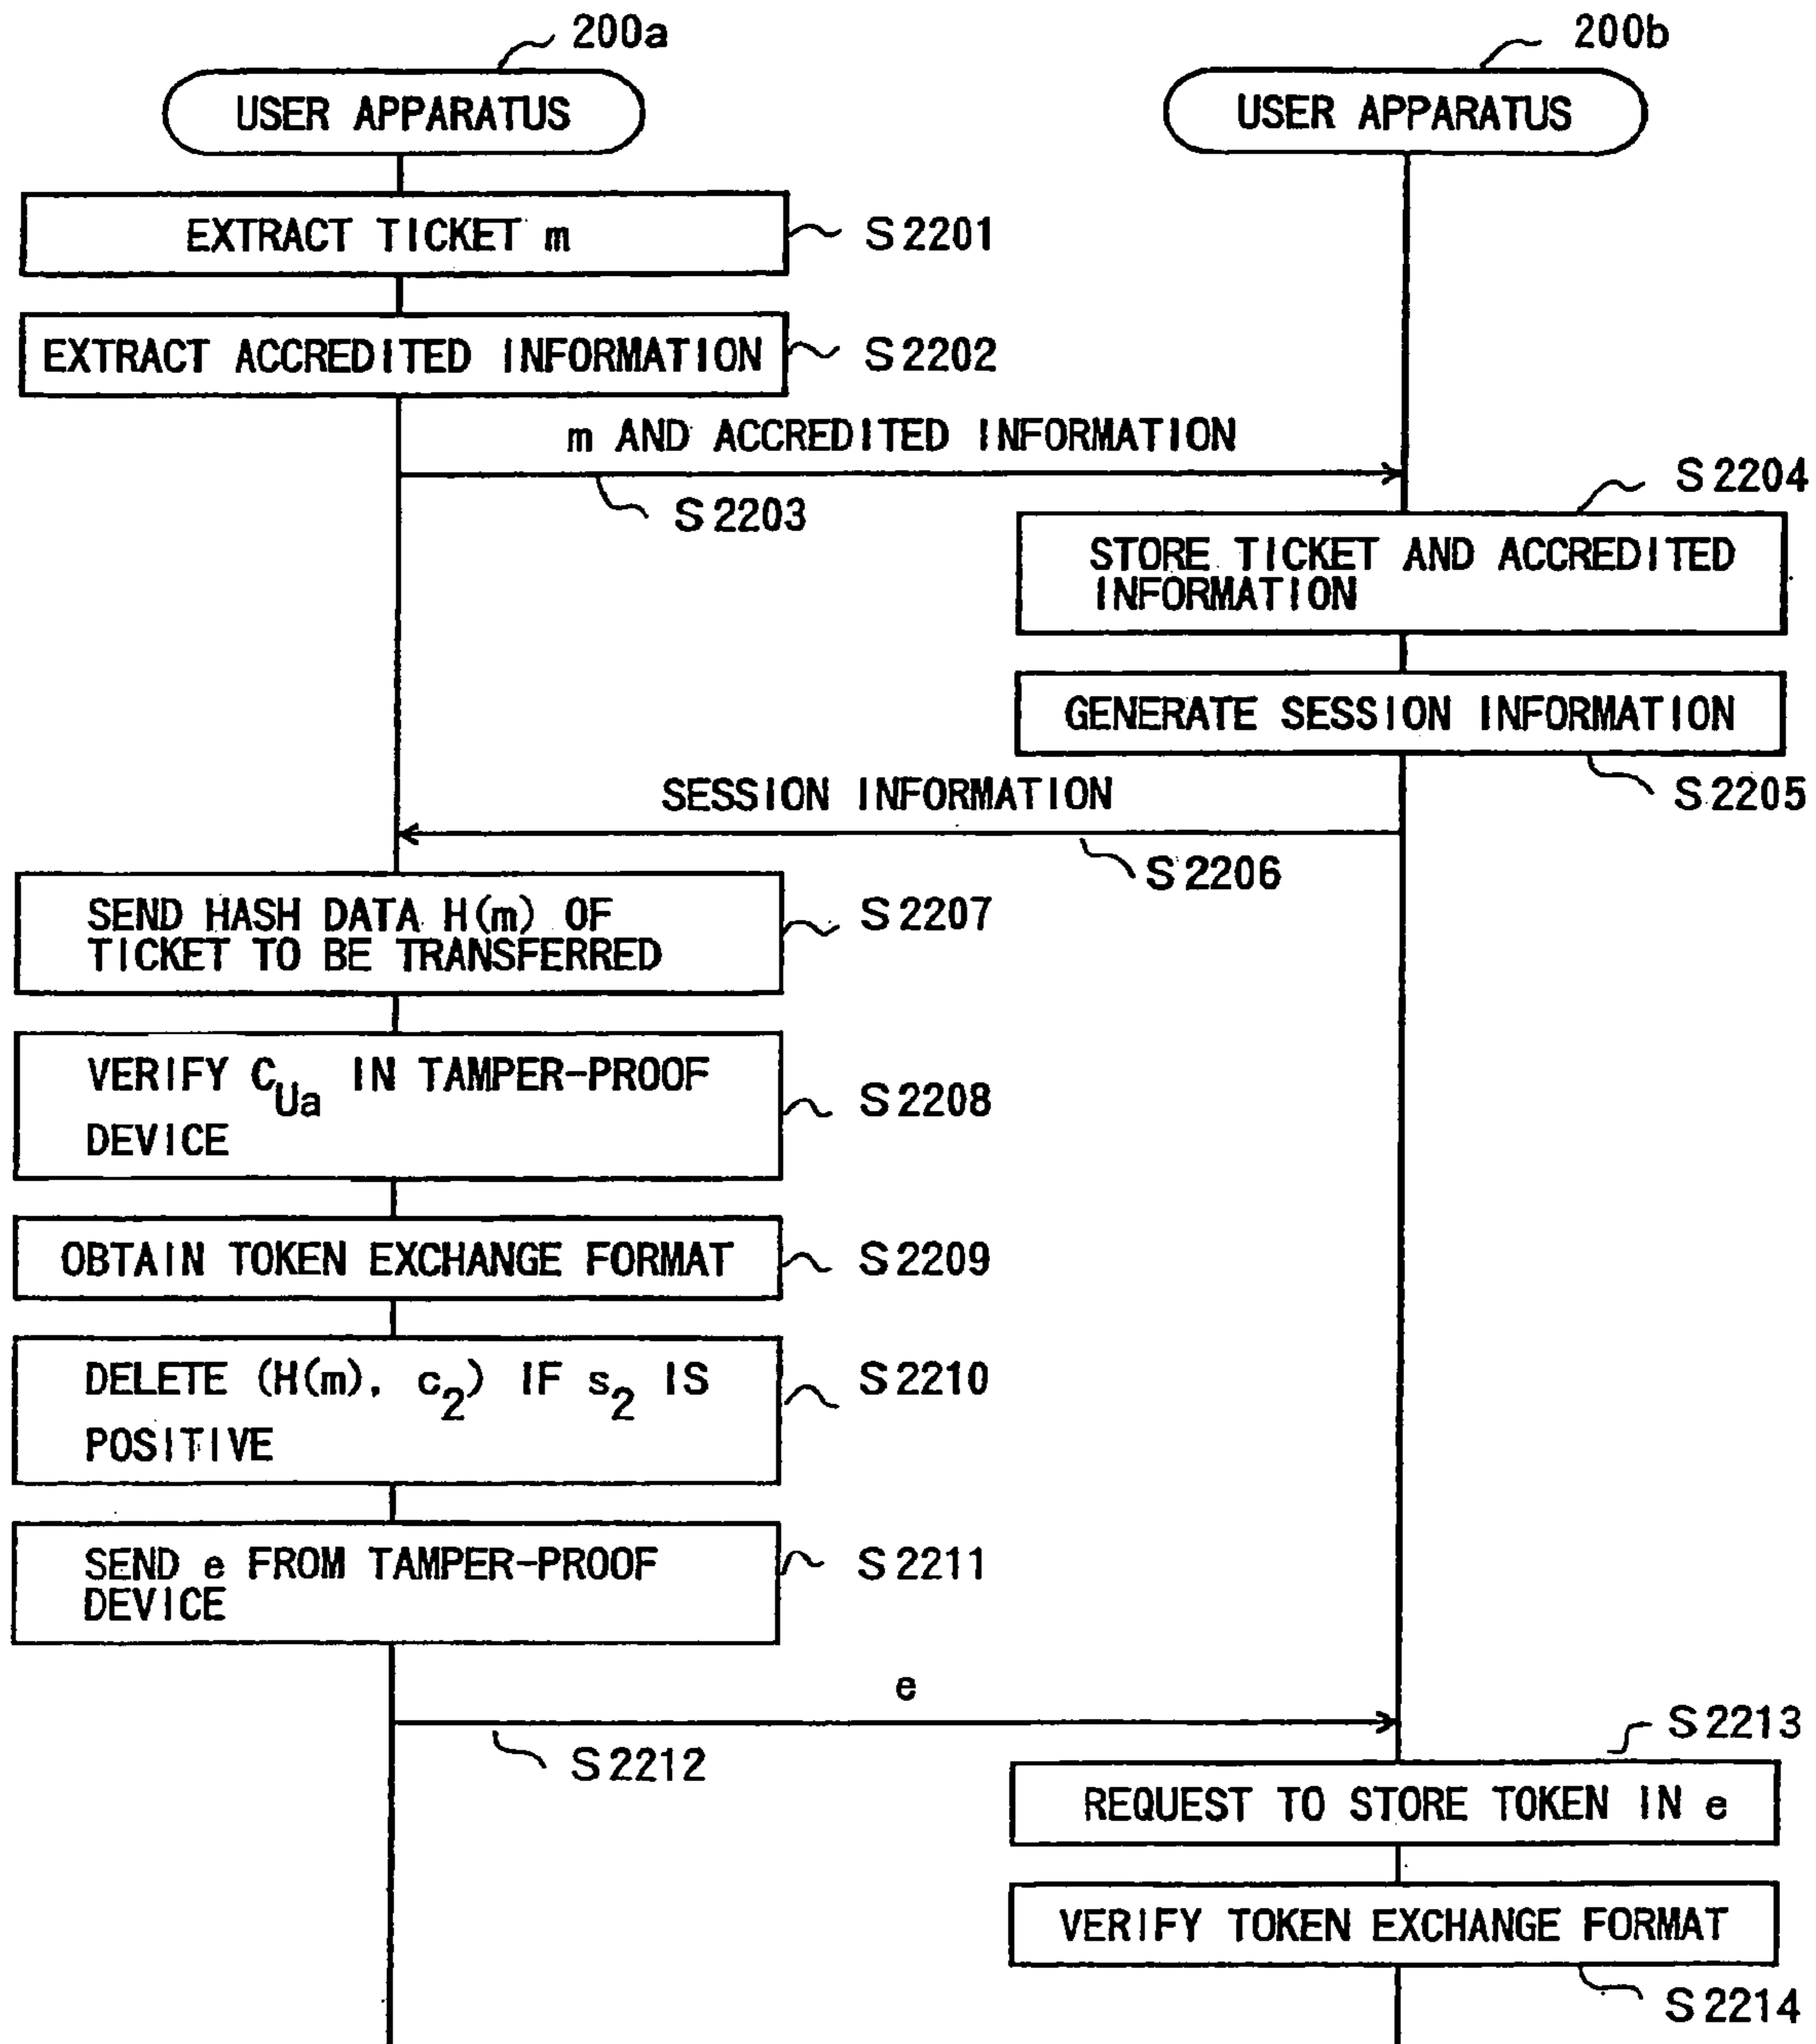 200a
200b
USER APPARATUS
USER APPARATUS
EXTRACT TICKET m
S2201
EXTRACT ACCREDITED INFORMATION
S2202
m AND ACCREDITED INFORMATION
S2203
S2204
STORE TICKET AND ACCREDITED
INFORMATION
GENERATE SESSION INFORMATION
S2205
SESSION INFORMATION
S2206
SEND HASH DATA H(m) OF
TICKET TO BE TRANSFERRED
S2207
VERIFY C_Ua IN TAMPER-PROOF
DEVICE
S2208
OBTAIN TOKEN EXCHANGE FORMAT
S2209
DELETE (H(m), c_2) IF s_2 IS
POSITIVE
S2210
SEND e FROM TAMPER-PROOF
DEVICE
S2211
e
S2212
S2213
REQUEST TO STORE TOKEN IN e
VERIFY TOKEN EXCHANGE FORMAT
S2214